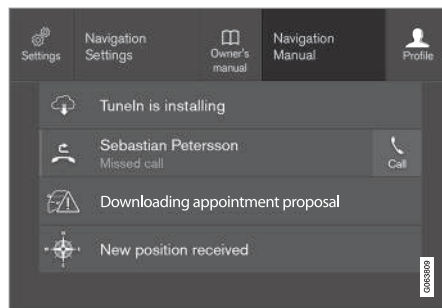 Settings
Navigation
Settings
Owner's
manual
Navigation
Manual
Profile
TuneIn is installing
Sebastian Petersson
Missed call
Call
Downloading appointment proposal
New position received
G063809